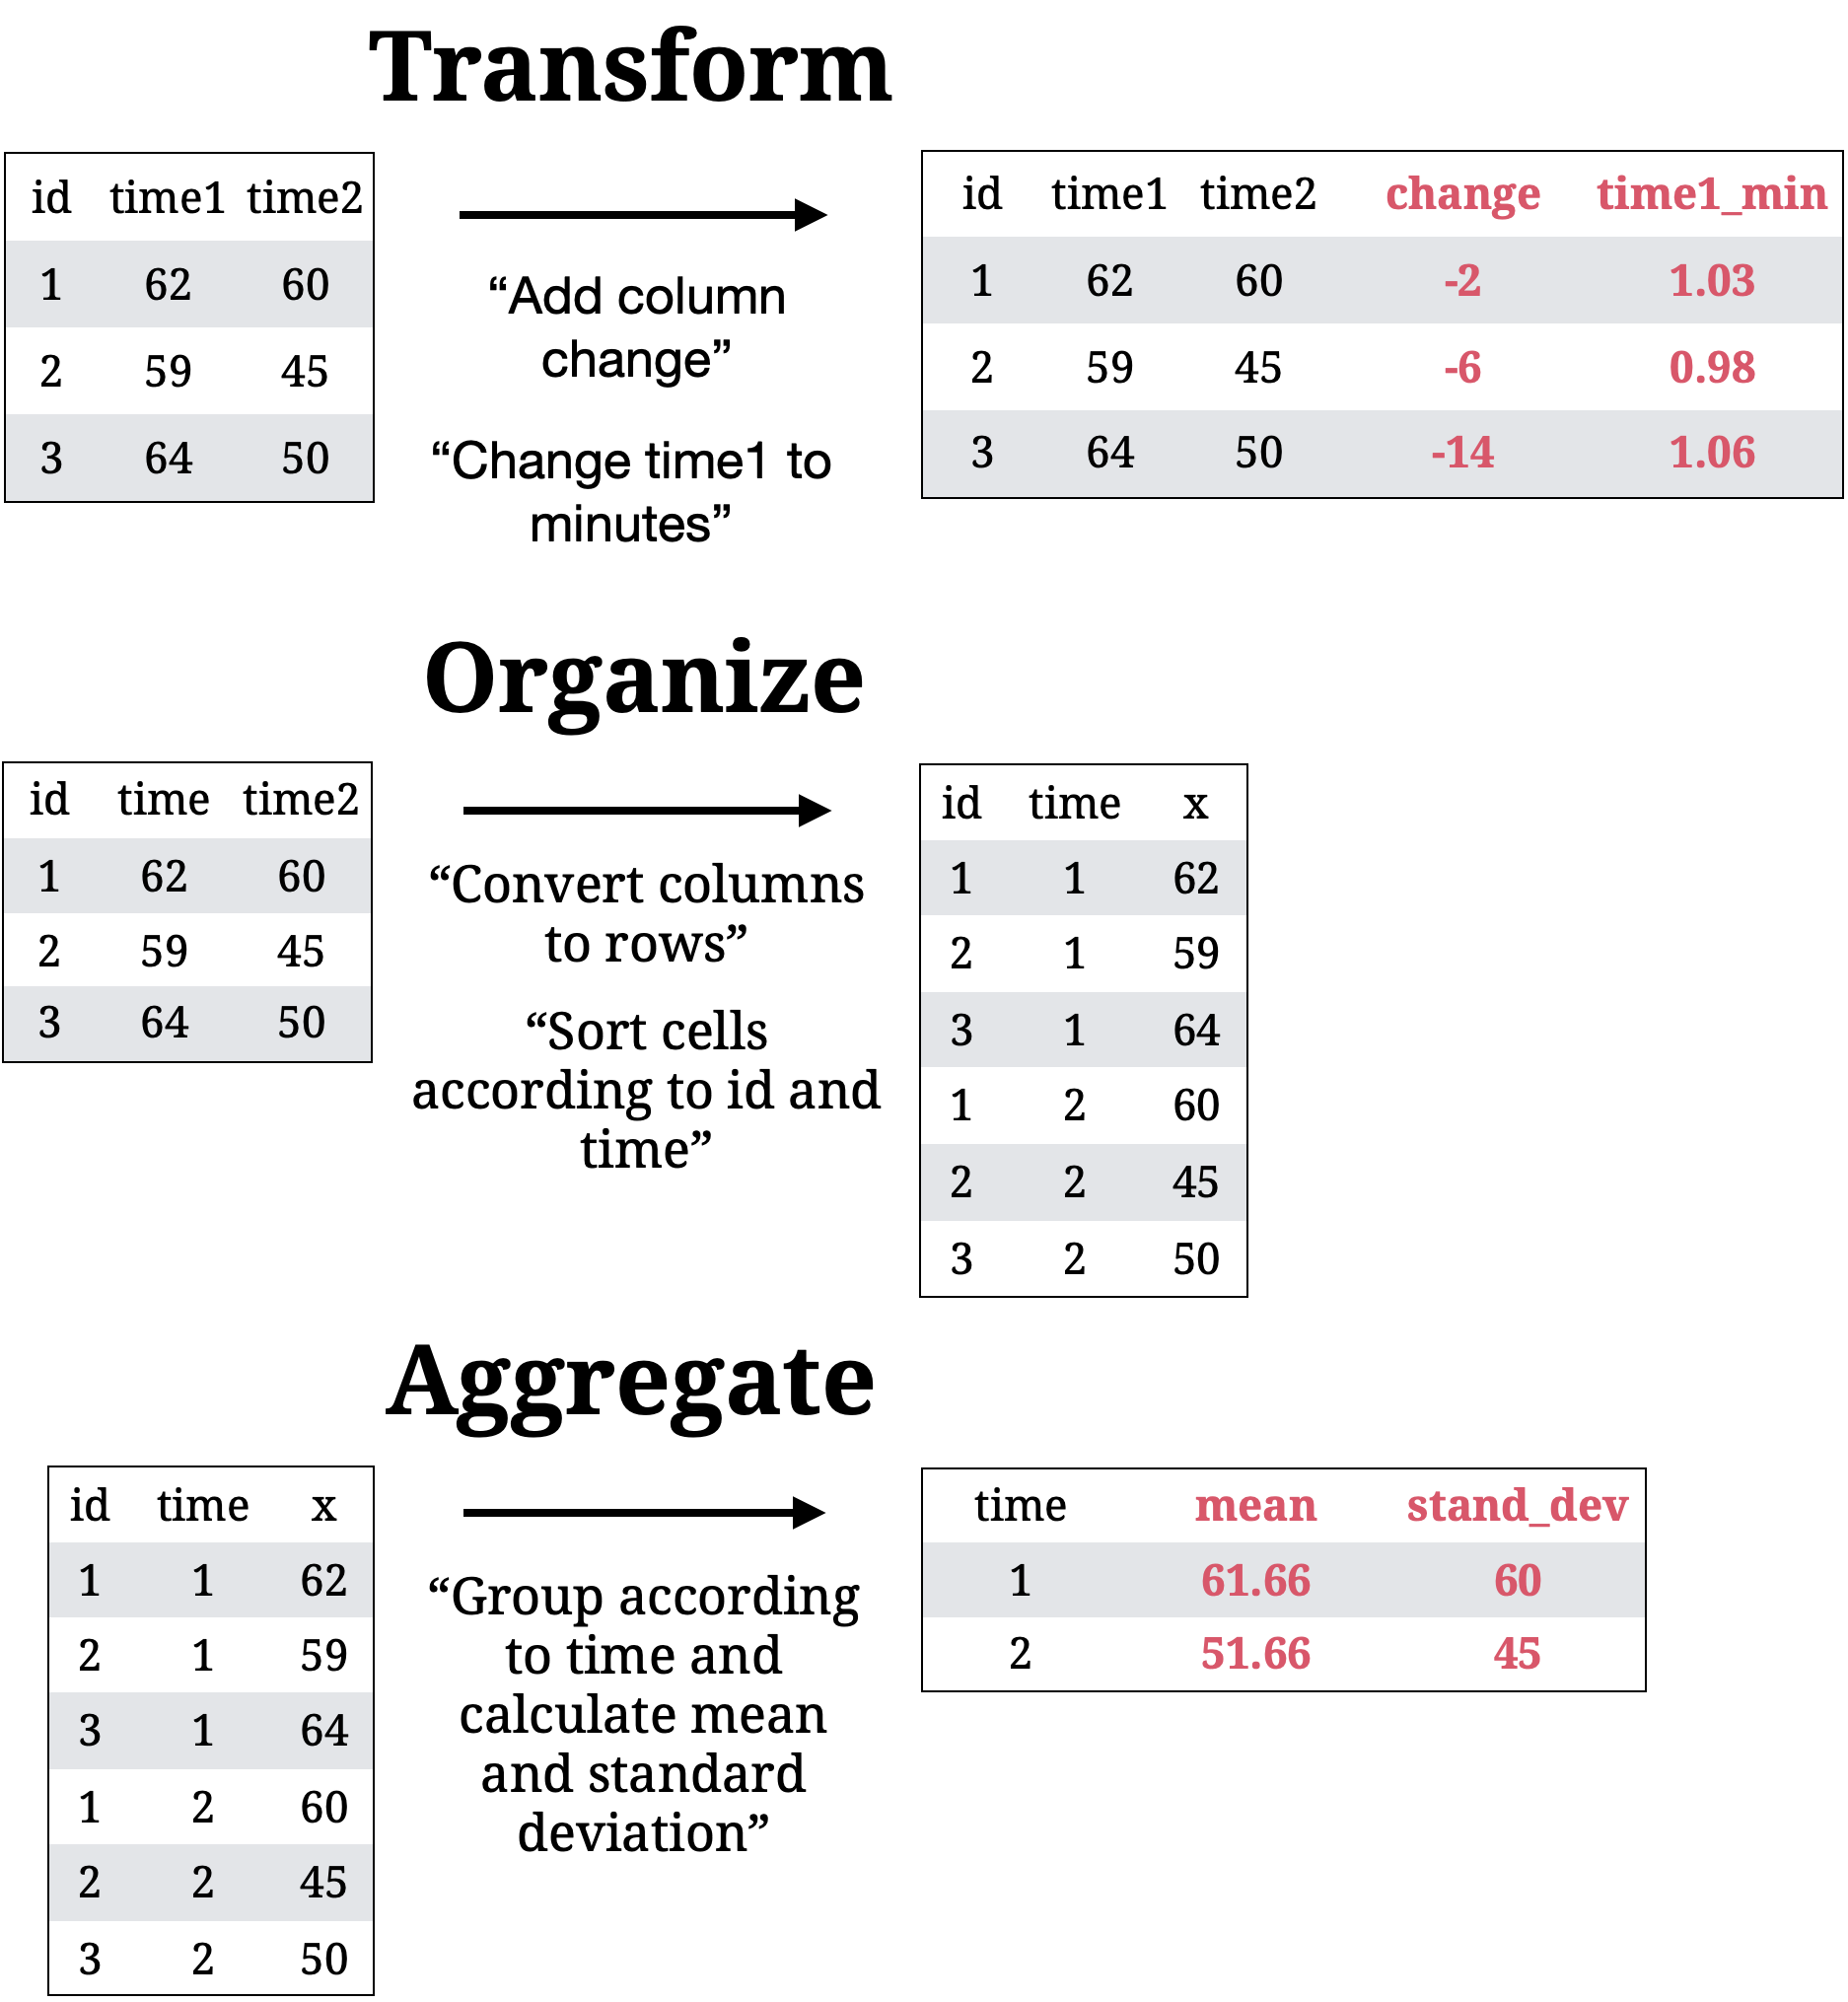 Transform
id time1 time2
1 62 60
2 59 45
3 64 50
“Add column
change”
“Change time1 to
minutes”
id time1 time2 change time1_min
1 62 60 -2 1.03
2 59 45 -6 0.98
3 64 50 -14 1.06
Organize
id time time2
1 62 60
2 59 45
3 64 50
“Convert columns
to rows”
“Sort cells
according to id and
time”
id time x
1 1 62
2 1 59
3 1 64
1 2 60
2 2 45
3 2 50
Aggregate
id time x
1 1 62
2 1 59
3 1 64
1 2 60
2 2 45
3 2 50
“Group according
to time and
calculate mean
and standard
deviation”
time mean stand_dev
1 61.66 60
2 51.66 45